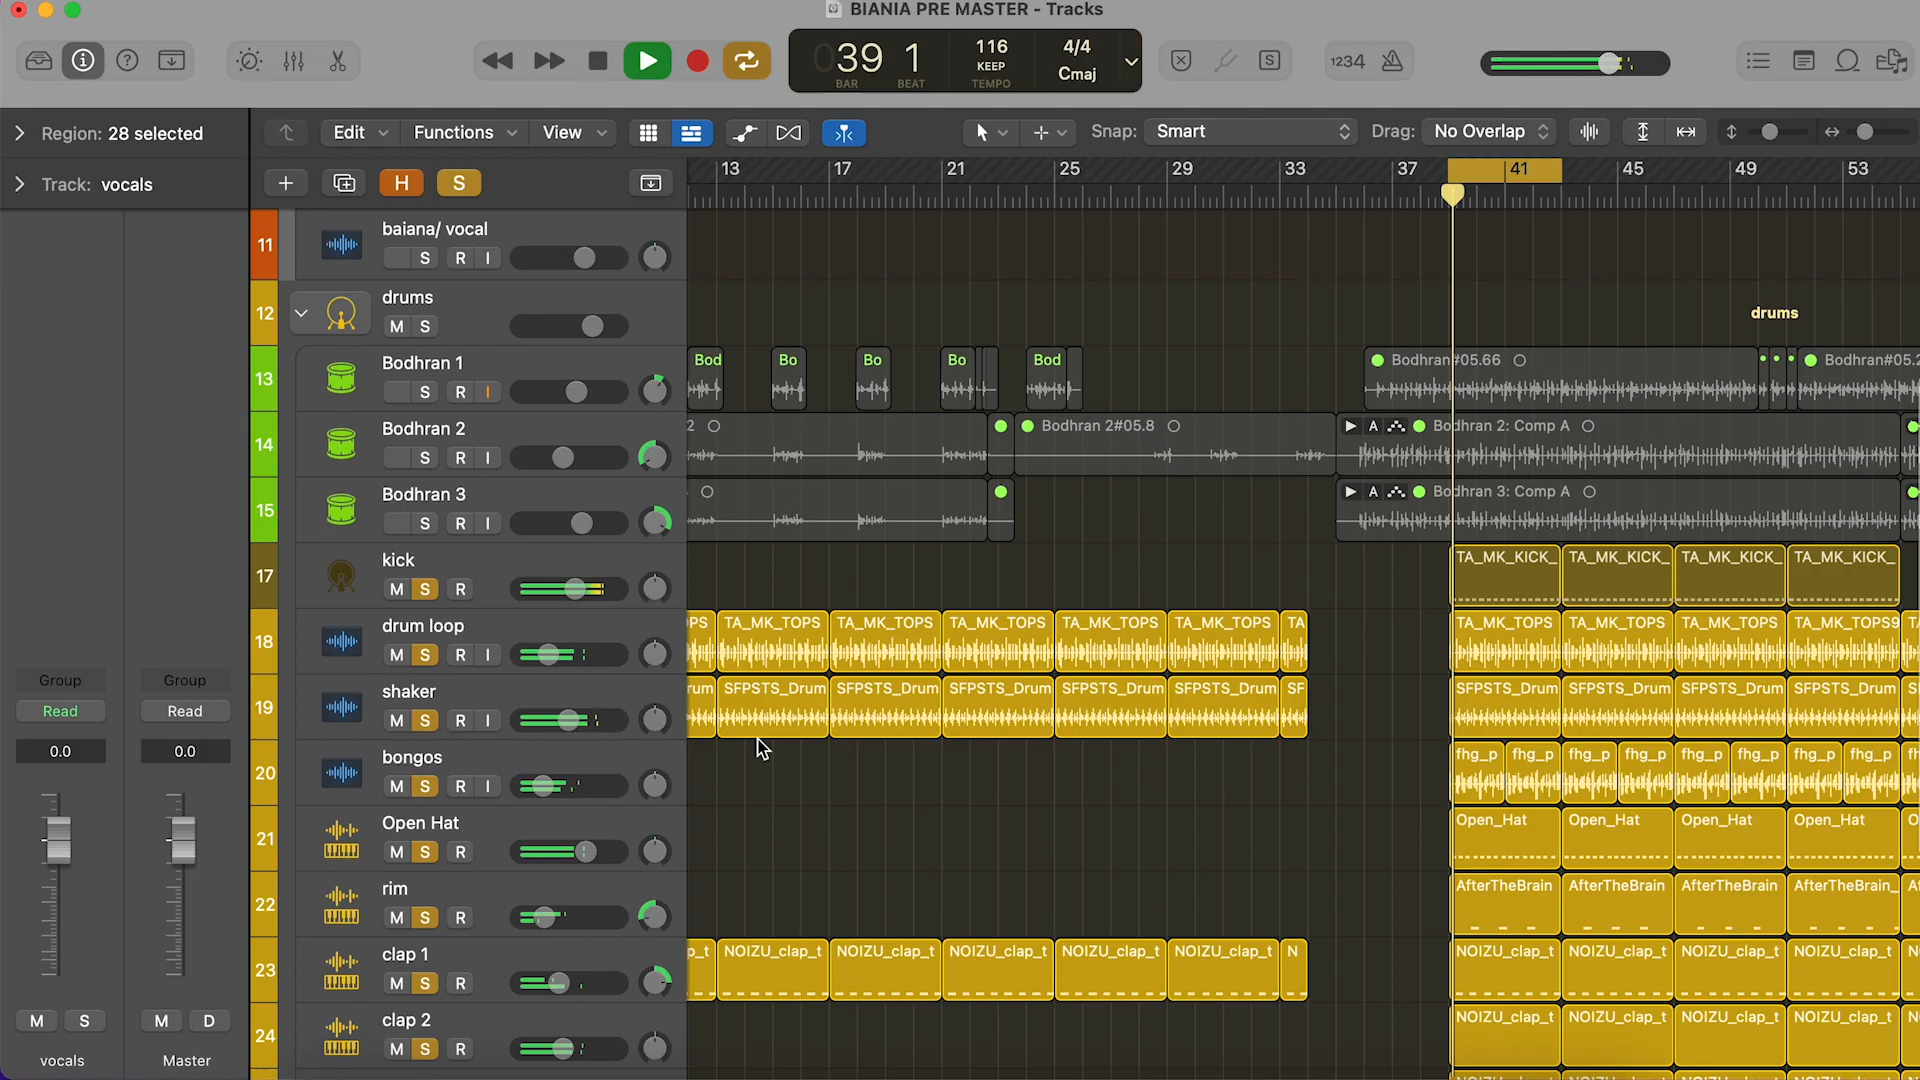 BIANIA PRE MASTER - Tracks
039 1 116 4/4
KEEP Cmaj
BAR BEAT TEMPO
S 1234
Region: 28 selected
Edit Functions View Snap: Smart Drag: No Overlap
Track: vocals
H S
13 17 21 25 29 33 37 41 45 49 53
11 baiana/ vocal
S R I
12 drums
M S
drums
13 Bodhran 1
S R I
Bod Bo Bo Bo Bod Bodhran#05.66 Bodhran#05.2
14 Bodhran 2
S R I
2 Bodhran 2#05.8 A Bodhran 2: Comp A
15 Bodhran 3
S R I
A Bodhran 3: Comp A
17 kick
M S R
TA_MK_KICK_ TA_MK_KICK_ TA_MK_KICK_ TA_MK_KICK_
18 drum loop
M S R I
PS TA_MK_TOPS TA_MK_TOPS TA_MK_TOPS TA_MK_TOPS TA_MK_TOPS TA TA_MK_TOPS TA_MK_TOPS TA_MK_TOPS TA_MK_TOPS9
19 shaker
M S R I
rum SFPSTS_Drum SFPSTS_Drum SFPSTS_Drum SFPSTS_Drum SFPSTS_Drum SF SFPSTS_Drum SFPSTS_Drum SFPSTS_Drum SFPSTS_Drum S
20 bongos
M S R I
fhg_p fhg_p fhg_p fhg_p fhg_p fhg_p fhg_p fhg_p
21 Open Hat
M S R
Open_Hat Open_Hat Open_Hat Open_Hat O
22 rim
M S R
AfterTheBrain AfterTheBrain AfterTheBrain AfterTheBrain_
23 clap 1
M S R
p_t NOIZU_clap_t NOIZU_clap_t NOIZU_clap_t NOIZU_clap_t NOIZU_clap_t N NOIZU_clap_t NOIZU_clap_t NOIZU_clap_t NOIZU_clap_t N
24 clap 2
M S R
NOIZU_clap_t NOIZU_clap_t NOIZU_clap_t NOIZU_clap_t N
Group Group
Read Read
0.0 0.0
M S M D
vocals Master